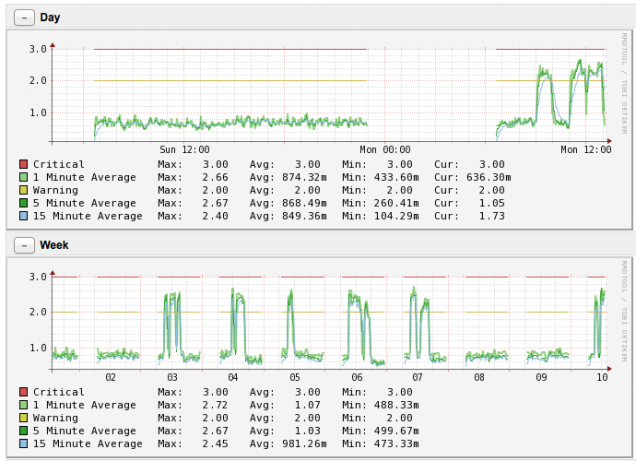 − Day
3.0
2.0
1.0
Sun 12:00 Mon 00:00 Mon 12:00
RRDTOOL / TOBI OETIKER
Critical Max: 3.00 Avg: 3.00 Min: 3.00 Cur: 3.00
1 Minute Average Max: 2.66 Avg: 874.32m Min: 433.60m Cur: 636.30m
Warning Max: 2.00 Avg: 2.00 Min: 2.00 Cur: 2.00
5 Minute Average Max: 2.67 Avg: 868.49m Min: 260.41m Cur: 1.05
15 Minute Average Max: 2.40 Avg: 849.36m Min: 104.29m Cur: 1.73
− Week
3.0
2.0
1.0
02 03 04 05 06 07 08 09 10
RRDTOOL / TOBI OETIKER
Critical Max: 3.00 Avg: 3.00 Min: 3.00
1 Minute Average Max: 2.72 Avg: 1.07 Min: 488.33m
Warning Max: 2.00 Avg: 2.00 Min: 2.00
5 Minute Average Max: 2.67 Avg: 1.03 Min: 499.67m
15 Minute Average Max: 2.45 Avg: 981.26m Min: 473.33m